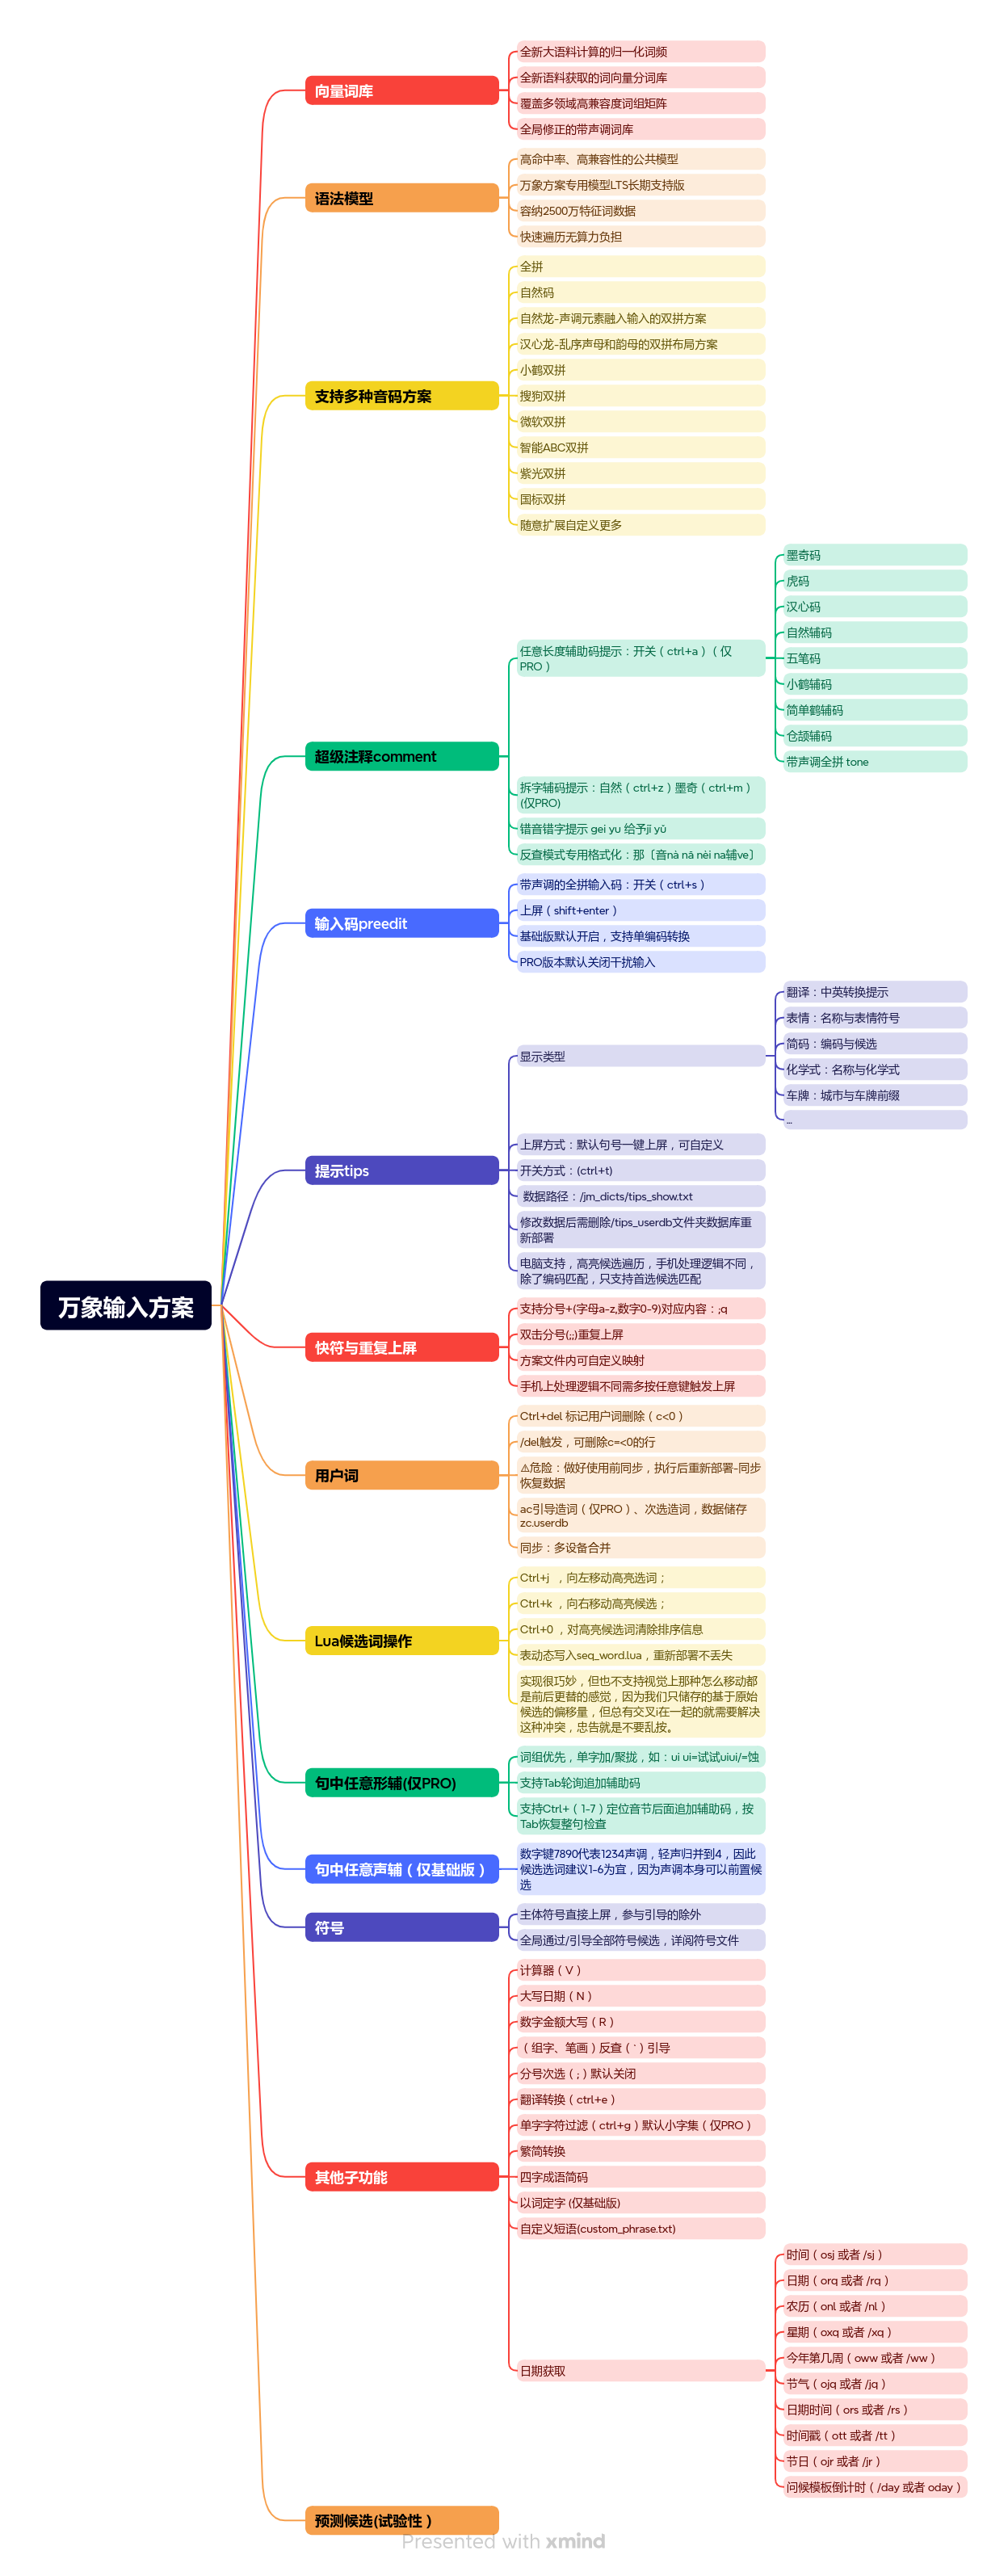 万象输入方案
向量词库
全新大语料计算的归一化词频
全新语料获取的词向量分词库
覆盖多领域高兼容度词组矩阵
全局修正的带声调词库
语法模型
高命中率、高兼容性的公共模型
万象方案专用模型LTS长期支持版
容纳2500万特征词数据
快速遍历无算力负担
支持多种音码方案
全拼
自然码
自然龙-声调元素融入输入的双拼方案
汉心龙-乱序声母和韵母的双拼布局方案
小鹤双拼
搜狗双拼
微软双拼
智能ABC双拼
紫光双拼
国标双拼
随意扩展自定义更多
超级注释comment
任意长度辅助码提示：开关（ctrl+a）（仅
PRO）
墨奇码
虎码
汉心码
自然辅码
五笔码
小鹤辅码
简单鹤辅码
仓颉辅码
带声调全拼 tone
拆字辅码提示：自然（ctrl+z）墨奇（ctrl+m）
(仅PRO)
错音错字提示 gei yu 给予jǐ yǔ
反查模式专用格式化：那〔音nà nā nèi na辅ve〕
输入码preedit
带声调的全拼输入码：开关（ctrl+s）
上屏（shift+enter）
基础版默认开启，支持单编码转换
PRO版本默认关闭干扰输入
提示tips
显示类型
翻译：中英转换提示
表情：名称与表情符号
简码：编码与候选
化学式：名称与化学式
车牌：城市与车牌前缀
...
上屏方式：默认句号一键上屏，可自定义
开关方式：(ctrl+t)
数据路径：/jm_dicts/tips_show.txt
修改数据后需删除/tips_userdb文件夹数据库重
新部署
电脑支持，高亮候选遍历，手机处理逻辑不同，
除了编码匹配，只支持首选候选匹配
快符与重复上屏
支持分号+(字母a-z,数字0-9)对应内容：;q
双击分号(;;)重复上屏
方案文件内可自定义映射
手机上处理逻辑不同需多按任意键触发上屏
用户词
Ctrl+del 标记用户词删除（c<0）
/del触发，可删除c=<0的行
⚠危险：做好使用前同步，执行后重新部署-同步
恢复数据
ac引导造词（仅PRO）、次选造词，数据储存
zc.userdb
同步：多设备合并
Lua候选词操作
Ctrl+j ，向左移动高亮选词；
Ctrl+k ，向右移动高亮候选；
Ctrl+0 ，对高亮候选词清除排序信息
表动态写入seq_word.lua，重新部署不丢失
实现很巧妙，但也不支持视觉上那种怎么移动都
是前后更替的感觉，因为我们只储存的基于原始
候选的偏移量，但总有交叉i在一起的就需要解决
这种冲突，忠告就是不要乱按。
句中任意形辅(仅PRO)
词组优先，单字加/聚拢，如：ui ui=试试uiui/=蚀
支持Tab轮询追加辅助码
支持Ctrl+（1-7）定位音节后面追加辅助码，按
Tab恢复整句检查
句中任意声辅（仅基础版）
数字键7890代表1234声调，轻声归并到4，因此
候选选词建议1-6为宜，因为声调本身可以前置候
选
符号
主体符号直接上屏，参与引导的除外
全局通过/引导全部符号候选，详阅符号文件
其他子功能
计算器（V）
大写日期（N）
数字金额大写（R）
（组字、笔画）反查（`）引导
分号次选（;）默认关闭
翻译转换（ctrl+e）
单字字符过滤（ctrl+g）默认小字集（仅PRO）
繁简转换
四字成语简码
以词定字 (仅基础版)
自定义短语(custom_phrase.txt)
日期获取
时间（osj 或者 /sj）
日期（orq 或者 /rq）
农历（onl 或者 /nl）
星期（oxq 或者 /xq）
今年第几周（oww 或者 /ww）
节气（ojq 或者 /jq）
日期时间（ors 或者 /rs）
时间戳（ott 或者 /tt）
节日（ojr 或者 /jr）
问候模板倒计时（/day 或者 oday）
预测候选(试验性）
Presented with xmind